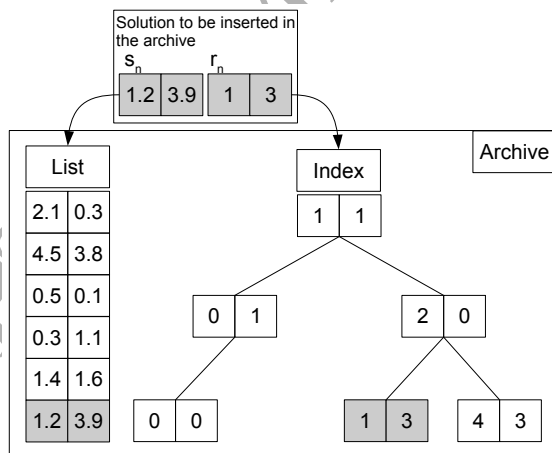 Solution to be inserted in
the archive
s_n r_n
1.2 3.9 1 3
Archive
List
Index
2.1 0.3
4.5 3.8
0.5 0.1
0.3 1.1
1.4 1.6
1.2 3.9
1 1
0 1
2 0
0 0
1 3
4 3